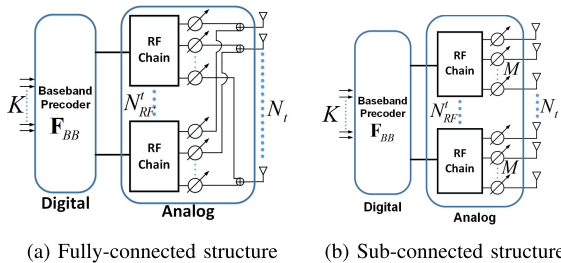 RF
Chain
Baseband
Precoder
F_BB
K
N^t_RF
N_t
RF
Chain
Digital
Analog
(a) Fully-connected structure
RF
Chain
M
Baseband
Precoder
F_BB
K
N^t_RF
N_t
RF
Chain
M
Digital
Analog
(b) Sub-connected structure